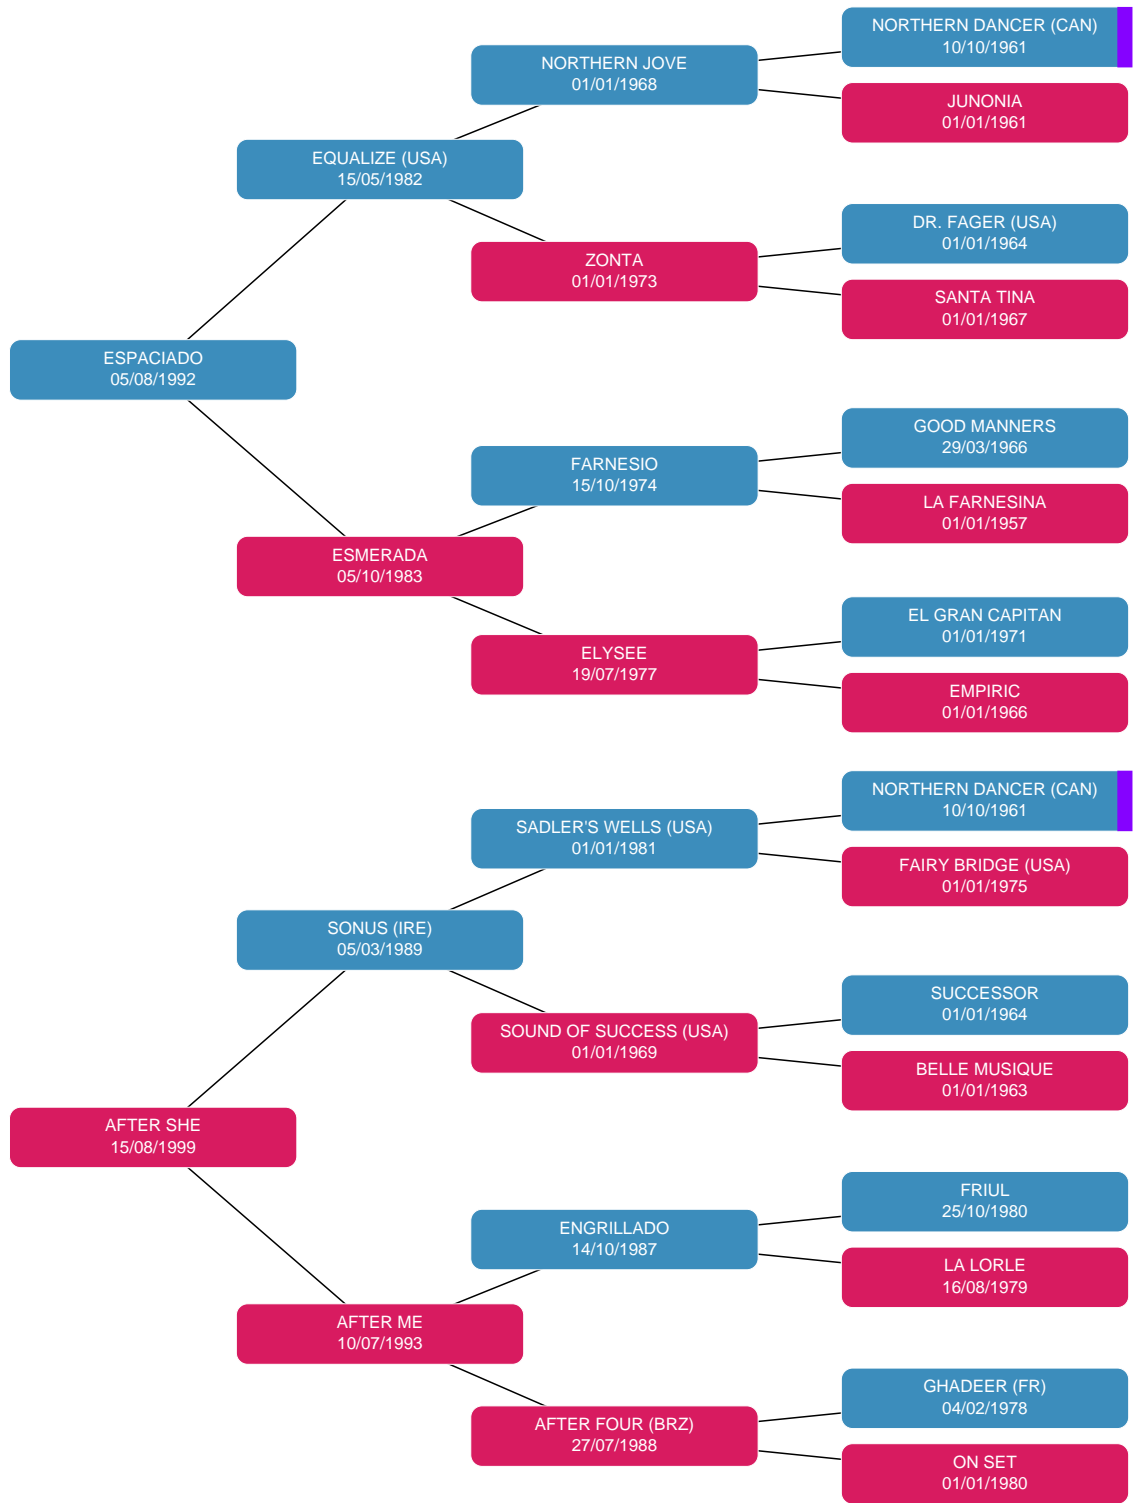 NORTHERN DANCER (CAN)
10/10/1961
NORTHERN JOVE
01/01/1968
JUNONIA
01/01/1961
EQUALIZE (USA)
15/05/1982
DR. FAGER (USA)
01/01/1964
ZONTA
01/01/1973
SANTA TINA
01/01/1967
ESPACIADO
05/08/1992
GOOD MANNERS
29/03/1966
FARNESIO
15/10/1974
LA FARNESINA
01/01/1957
ESMERADA
05/10/1983
EL GRAN CAPITAN
01/01/1971
ELYSEE
19/07/1977
EMPIRIC
01/01/1966
NORTHERN DANCER (CAN)
10/10/1961
SADLER'S WELLS (USA)
01/01/1981
FAIRY BRIDGE (USA)
01/01/1975
SONUS (IRE)
05/03/1989
SUCCESSOR
01/01/1964
SOUND OF SUCCESS (USA)
01/01/1969
BELLE MUSIQUE
01/01/1963
AFTER SHE
15/08/1999
FRIUL
25/10/1980
ENGRILLADO
14/10/1987
LA LORLE
16/08/1979
AFTER ME
10/07/1993
GHADEER (FR)
04/02/1978
AFTER FOUR (BRZ)
27/07/1988
ON SET
01/01/1980